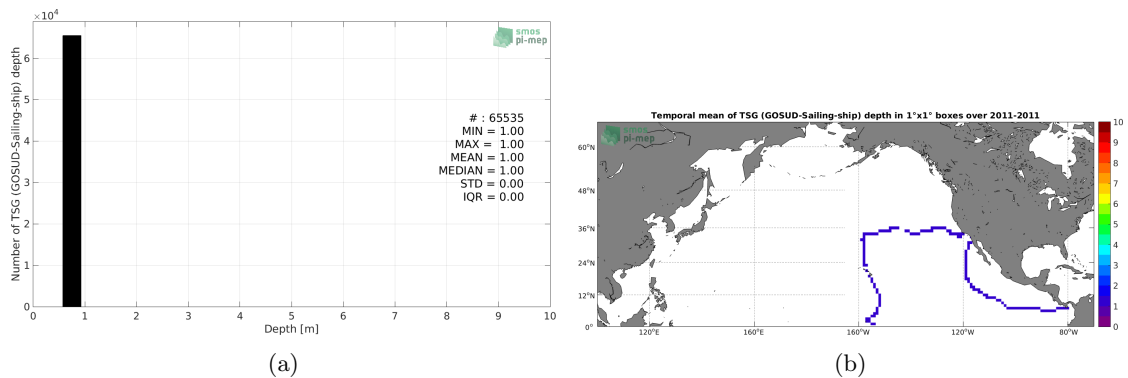 ×10⁴
smos
pi-mep
Number of TSG (GOSUD-Sailing-ship) depth
6
5
4
3
2
1
0
# : 65535
MIN = 1.00
MAX = 1.00
MEAN = 1.00
MEDIAN = 1.00
STD = 0.00
IQR = 0.00
0 1 2 3 4 5 6 7 8 9 10
Depth [m]
(a)
Temporal mean of TSG (GOSUD-Sailing-ship) depth in 1°x1° boxes over 2011-2011
smos
pi-mep
60°N
48°N
36°N
24°N
12°N
0°
120°E 160°E 160°W 120°W 80°W
10
9
8
7
6
5
4
3
2
1
0
(b)